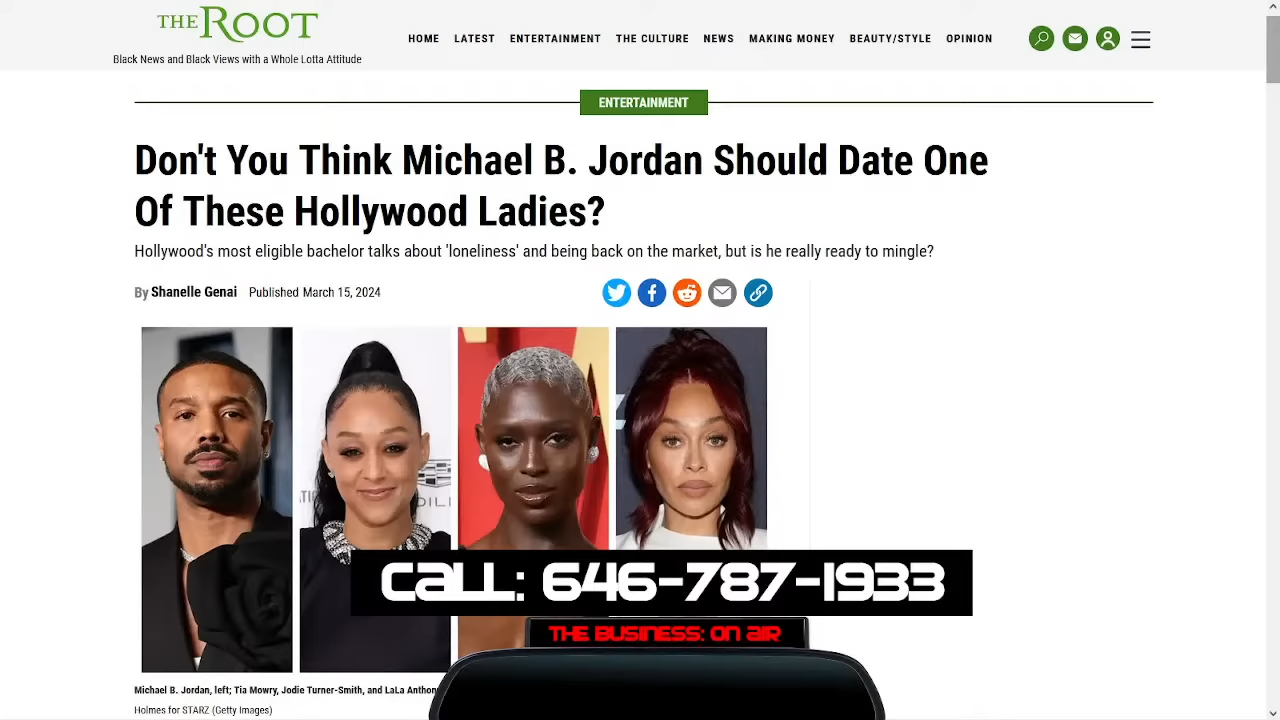 THE ROOT
Black News and Black Views with a Whole Lotta Attitude
HOME LATEST ENTERTAINMENT THE CULTURE NEWS MAKING MONEY BEAUTY/STYLE OPINION
ENTERTAINMENT
Don't You Think Michael B. Jordan Should Date One
Of These Hollywood Ladies?
Hollywood's most eligible bachelor talks about 'loneliness' and being back on the market, but is he really ready to mingle?
By Shanelle Genai Published March 15, 2024
CALL: 646-787-1933
THE BUSINESS: ON AIR
Michael B. Jordan, left; Tia Mowry, Jodie Turner-Smith, and LaLa Anthon
Holmes for STARZ (Getty Images)